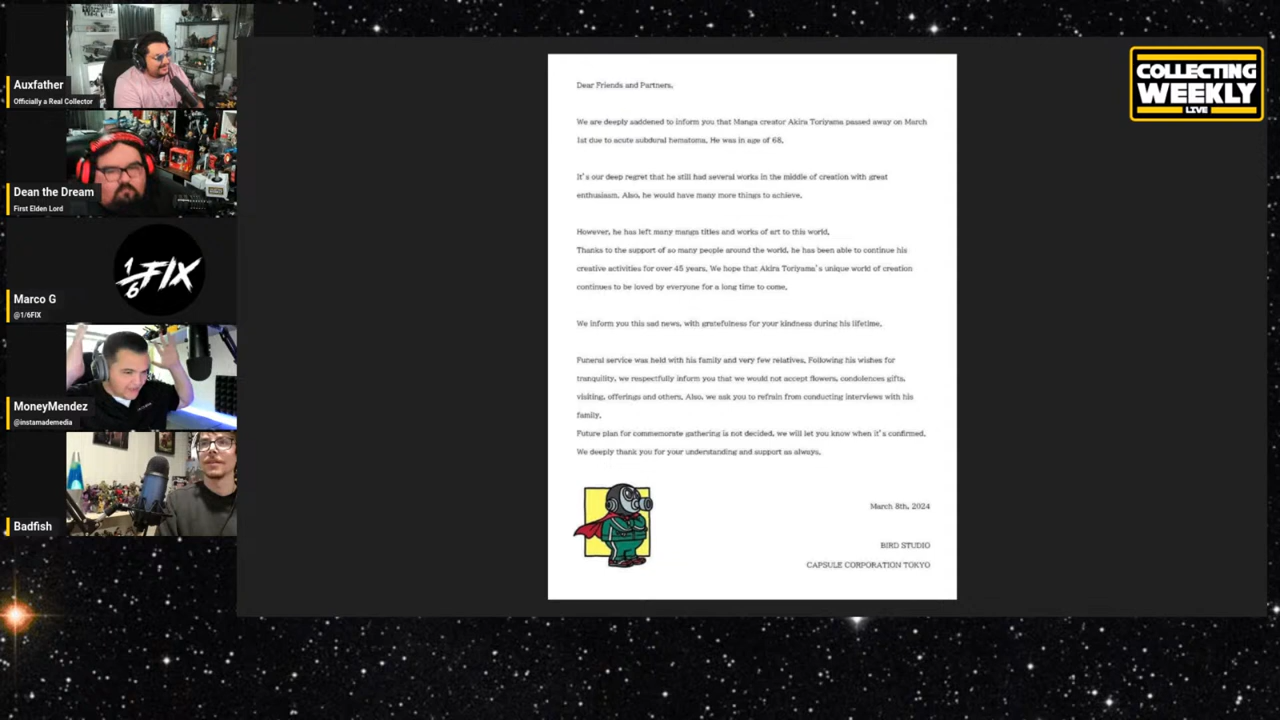 Auxfather
Officially a Real Collector
Dean the Dream
First Elden Lord
Kuko G
@1/6FIX
1/6 FIX
MoneyMendez
@instamademedia
Badfish
COLLECTING
WEEKLY
LIVE
Dear Friends and Partners,
We are deeply saddened to inform you that Manga creator Akira Toriyama passed away on March
1st due to acute subdural hematoma. He was in age of 68.
It's our deep regret that he still had several works in the middle of creation with great
enthusiasm. Also, he would have many more things to achieve.
However, he has left many manga titles and works of art to this world.
Thanks to the support of so many people around the world, he has been able to continue his
creative activities for over 45 years. We hope that Akira Toriyama's unique world of creation
continues to be loved by everyone for a long time to come.
We inform you this sad news, with gratefulness for your kindness during his lifetime.
Funeral service was held with his family and very few relatives. Following his wishes for
tranquility, we respectfully inform you that we would not accept flowers, condolences gifts,
visiting, offerings and others. Also, we ask you to refrain from conducting interviews with his
family.
Future plan for commemorate gathering is not decided, we will let you know when it's confirmed.
We deeply thank you for your understanding and support as always.
March 8th, 2024
BIRD STUDIO
CAPSULE CORPORATION TOKYO